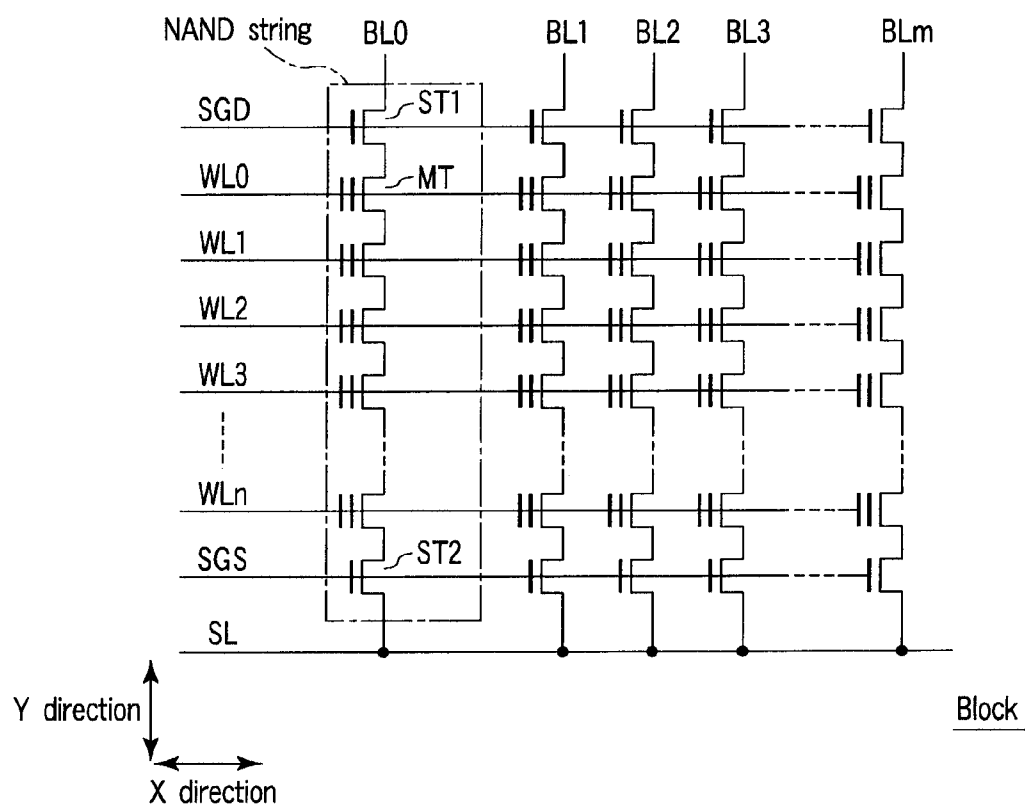 NAND string
BL0 BL1 BL2 BL3 BLm
SGD
ST1
WL0
MT
WL1
WL2
WL3
WLn
SGS
ST2
SL
Y direction
X direction
Block